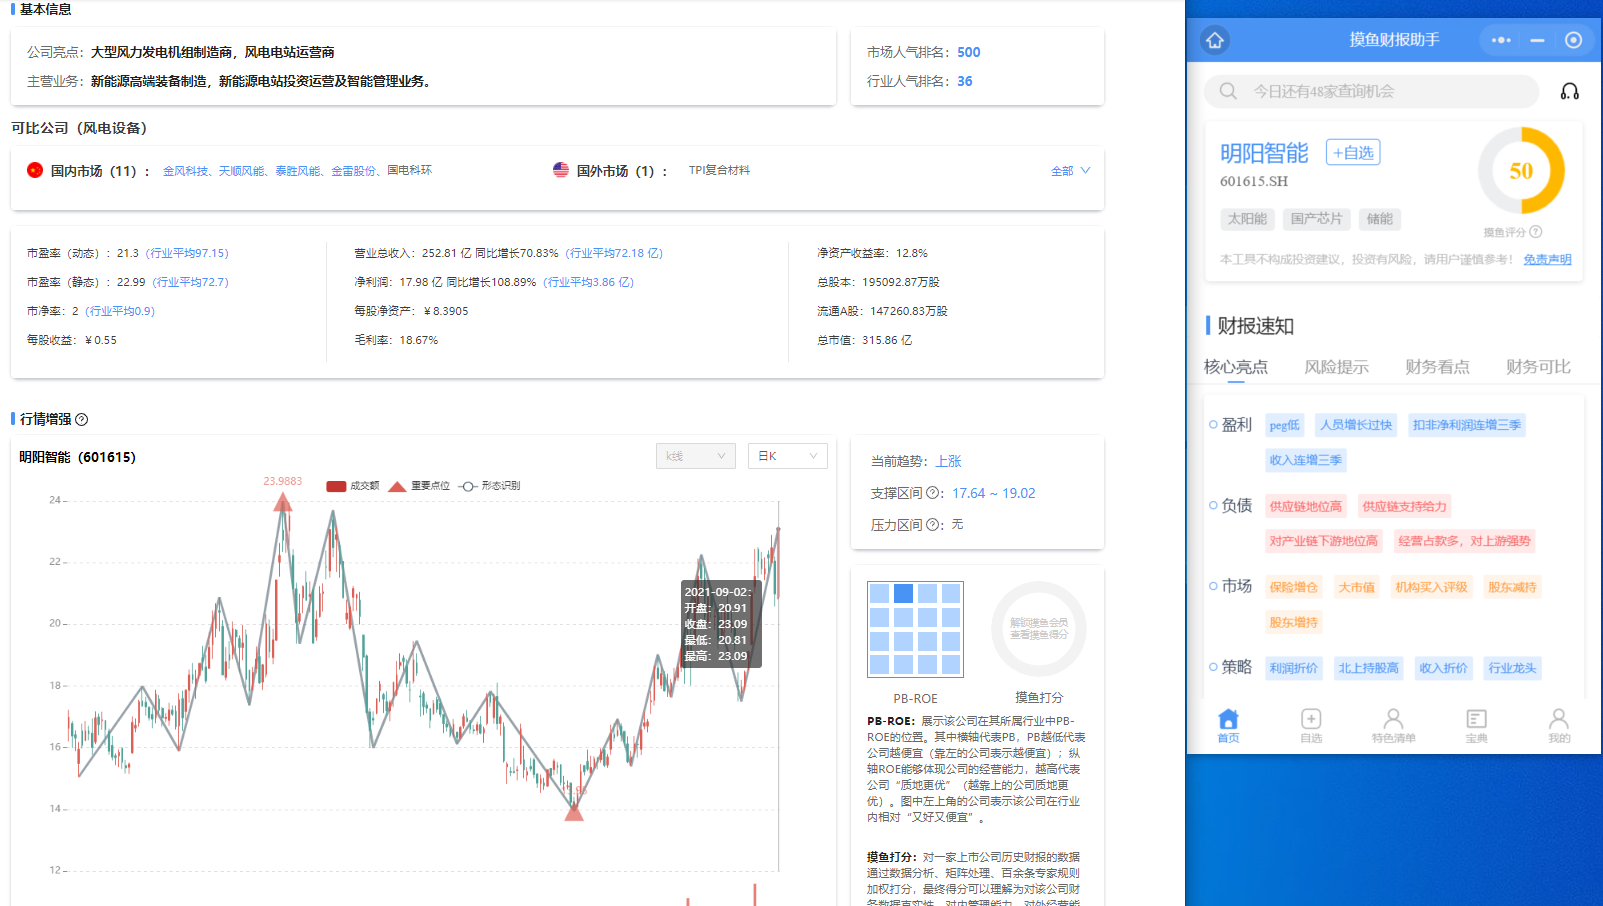 基本信息
公司亮点：大型风力发电机组制造商，风电电站运营商
主营业务：新能源高端装备制造，新能源电站投资运营及智能管理业务。
市场人气排名：500
行业人气排名：36
可比公司（风电设备）
国内市场（11）：
金风科技、天顺风能、泰胜风能、金雷股份、国电科环
国外市场（1）：
TPI复合材料
全部
市盈率（动态）：21.3（行业平均97.15）
市盈率（静态）：22.99（行业平均72.7）
市净率：2（行业平均0.9）
每股收益：￥0.55
营业总收入：252.81 亿 同比增长70.83%（行业平均72.18 亿）
净利润：17.98 亿 同比增长108.89%（行业平均3.86 亿）
每股净资产：￥8.3905
毛利率：18.67%
净资产收益率：12.8%
总股本：195092.87万股
流通A股：147260.83万股
总市值：315.86 亿
行情增强
明阳智能（601615）
k线
日K
成交额
重要点位
形态识别
23.9883
24
22
20
18
16
14
12
2021-09-02：
开盘：20.91
收盘：23.09
最低：20.81
最高：23.09
当前趋势：上涨
支撑区间：17.64 ~ 19.02
压力区间：无
解锁摸鱼会员
查看摸鱼得分
PB-ROE
摸鱼打分
PB-ROE：展示该公司在其所属行业中PB-
ROE的位置。其中横轴代表PB，PB越低代表
公司越便宜（靠左的公司表示越便宜）；纵
轴ROE能够体现公司的经营能力，越高代表
公司“质地更优”（越靠上的公司质地更
优）。图中左上角的公司表示该公司在行业
内相对“又好又便宜”。
摸鱼打分：对一家上市公司历史财报的数据
通过数据分析、矩阵处理、百余条专家规则
加权打分，最终得分可以理解为对该公司财
务数据真实性、对内管理能力、对外经营能
摸鱼财报助手
今日还有48家查询机会
明阳智能
+自选
601615.SH
太阳能
国产芯片
储能
50
摸鱼评分
本工具不构成投资建议，投资有风险，请用户谨慎参考！
免责声明
财报速知
核心亮点
风险提示
财务看点
财务可比
盈利
peg低
人员增长过快
扣非净利润连增三季
收入连增三季
负债
供应链地位高
供应链支持给力
对产业链下游地位高
经营占款多，对上游强势
市场
保险增仓
大市值
机构买入评级
股东减持
股东增持
策略
利润折价
北上持股高
收入折价
行业龙头
首页
自选
特色清单
宝典
我的